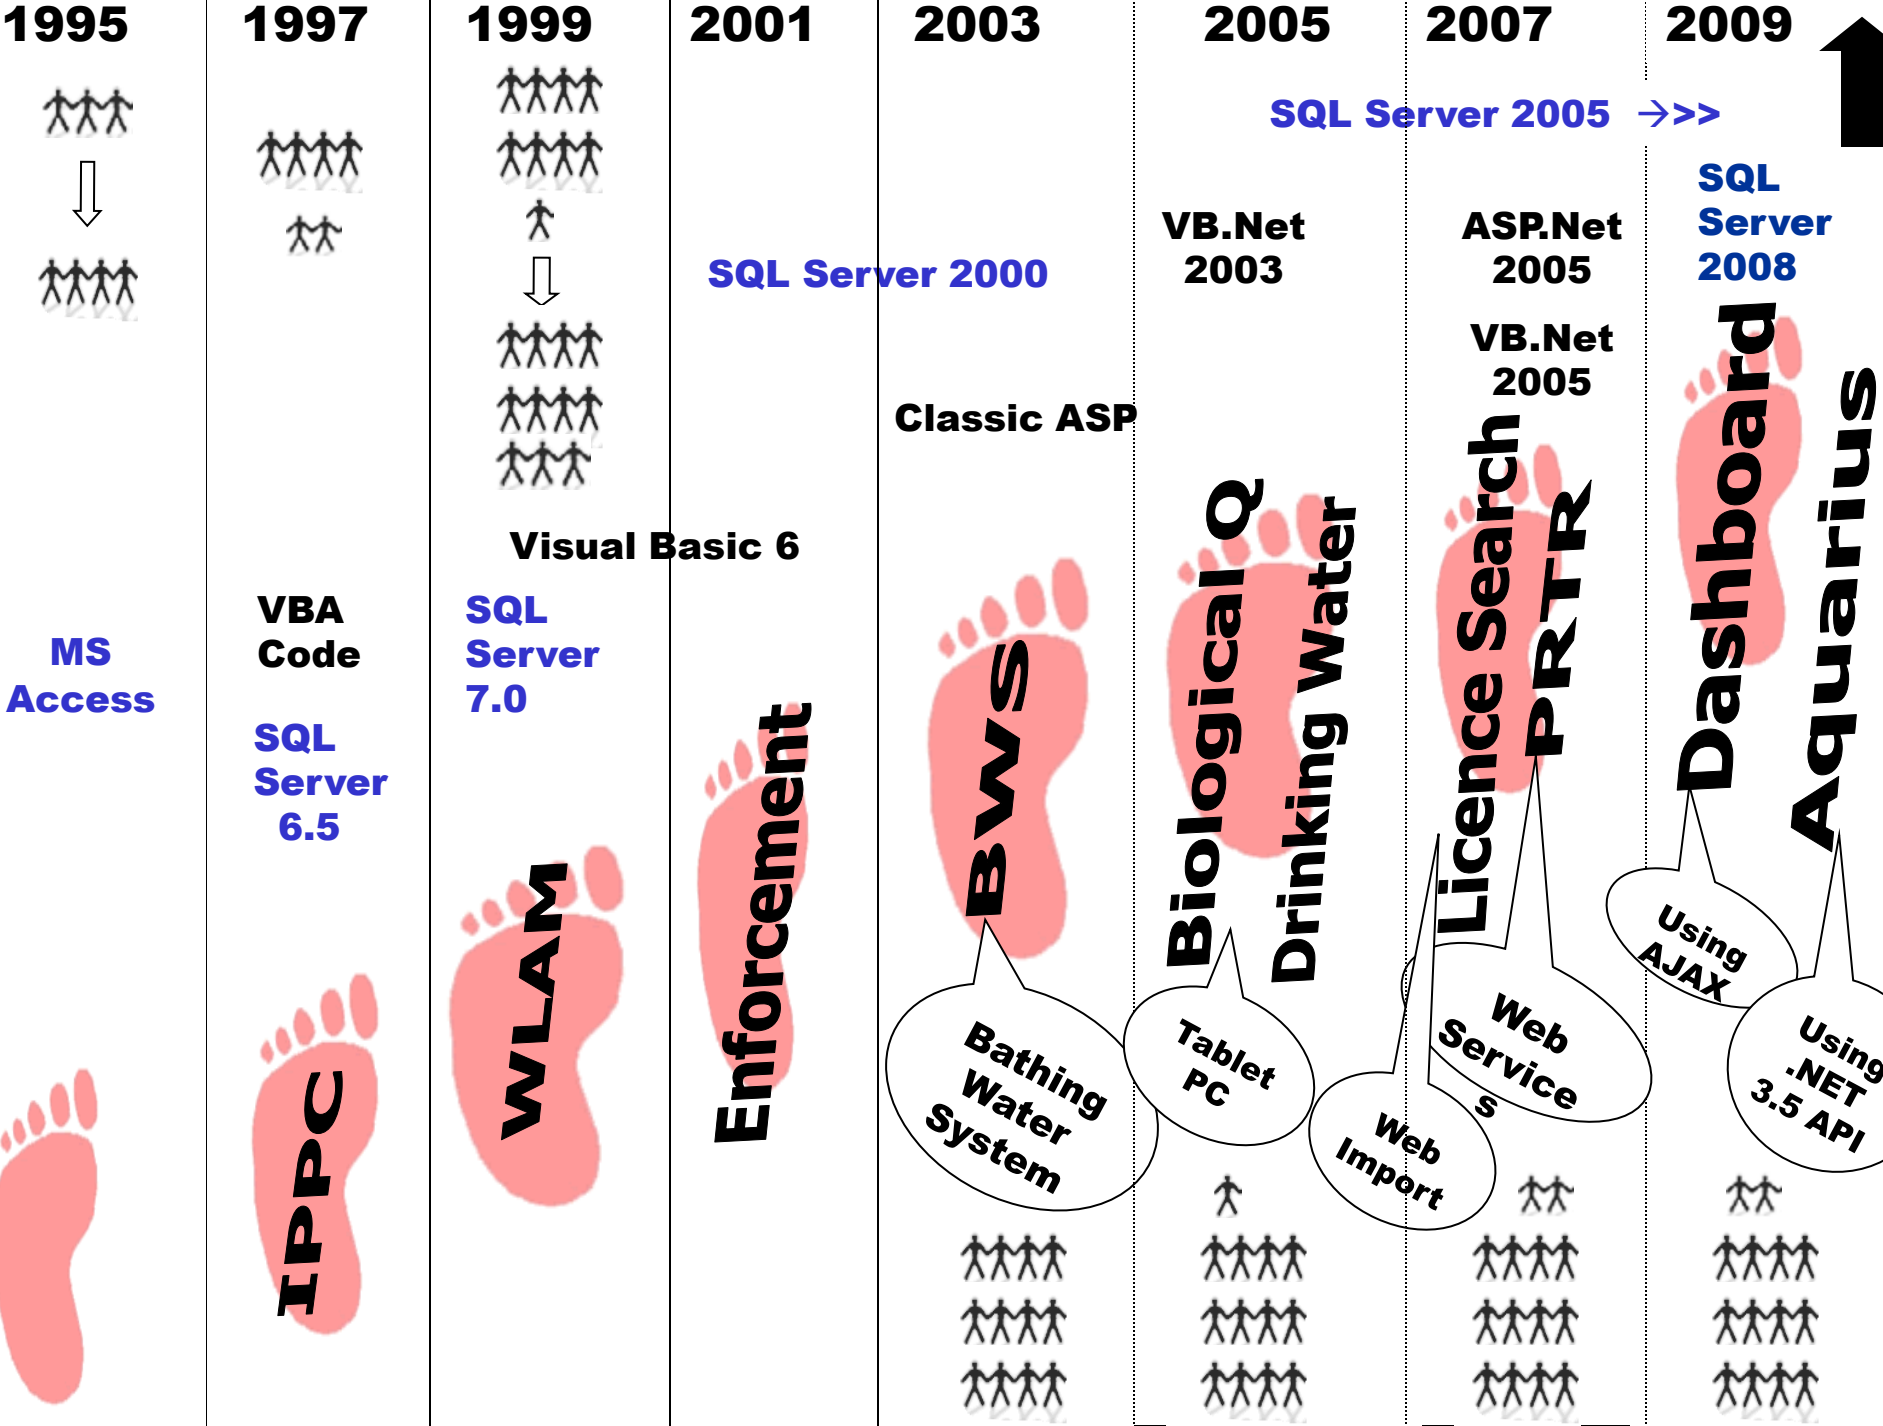 1995
1997
1999
2001
2003
2005
2007
2009
SQL Server 2005 →>>
SQL
Server
2008
VB.Net
2003
ASP.Net
2005
SQL Server 2000
VB.Net
2005
Classic ASP
Visual Basic 6
MS
Access
VBA
Code
SQL
Server
6.5
SQL
Server
7.0
IPPC
WLAM
Enforcement
BWS
Biological Q
Drinking Water
Licence Search
PRTR
Dashboard
Aquarius
Bathing
Water
System
Tablet
PC
Web
Import
Web
Service
s
Using
AJAX
Using
.NET
3.5 API